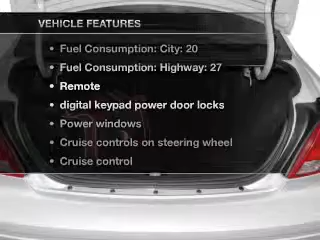 VEHICLE FEATURES
• Fuel Consumption: City: 20
• Fuel Consumption: Highway: 27
• Remote
• digital keypad power door locks
• Power windows
• Cruise controls on steering wheel
• Cruise control